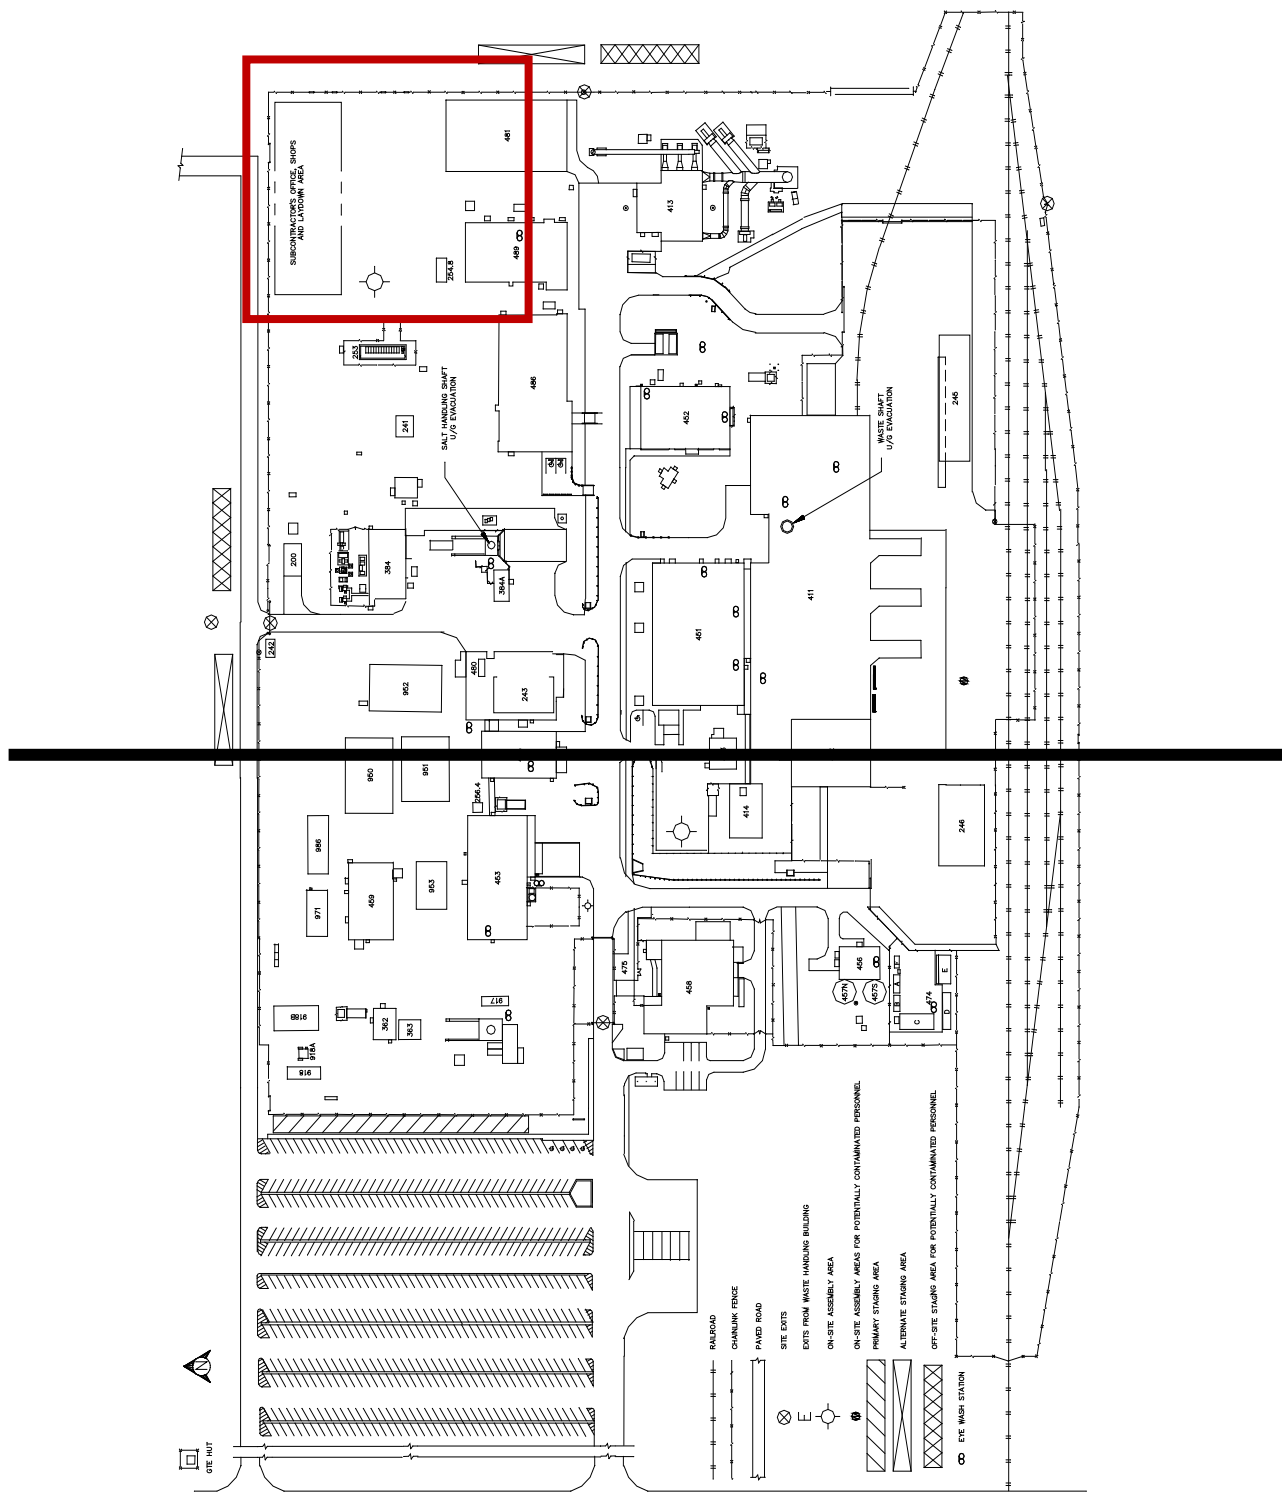 SUBCONTRACTOR'S OFFICE, SHOPS
AND LAYDOWN AREA
481
413
489
254.8
253
486
SALT HANDLING SHAFT
U/G EVACUATION
241
452
245
WASTE SHAFT
U/G EVACUATION
200
384
384A
411
451
242
952
480
243
950
951
256.4
414
246
986
971
459
953
453
475
458
456
457N
457S
F
A
B
C
D
E
474
918B
362
363
917
918A
918
N
GTE HUT
RAILROAD
CHAINLINK FENCE
PAVED ROAD
SITE EXITS
EXITS FROM WASTE HANDLING BUILDING
ON-SITE ASSEMBLY AREA
ON-SITE ASSEMBLY AREAS FOR POTENTIALLY CONTAMINATED PERSONNEL
PRIMARY STAGING AREA
ALTERNATE STAGING AREA
OFF-SITE STAGING AREA FOR POTENTIALLY CONTAMINATED PERSONNEL
EYE WASH STATION